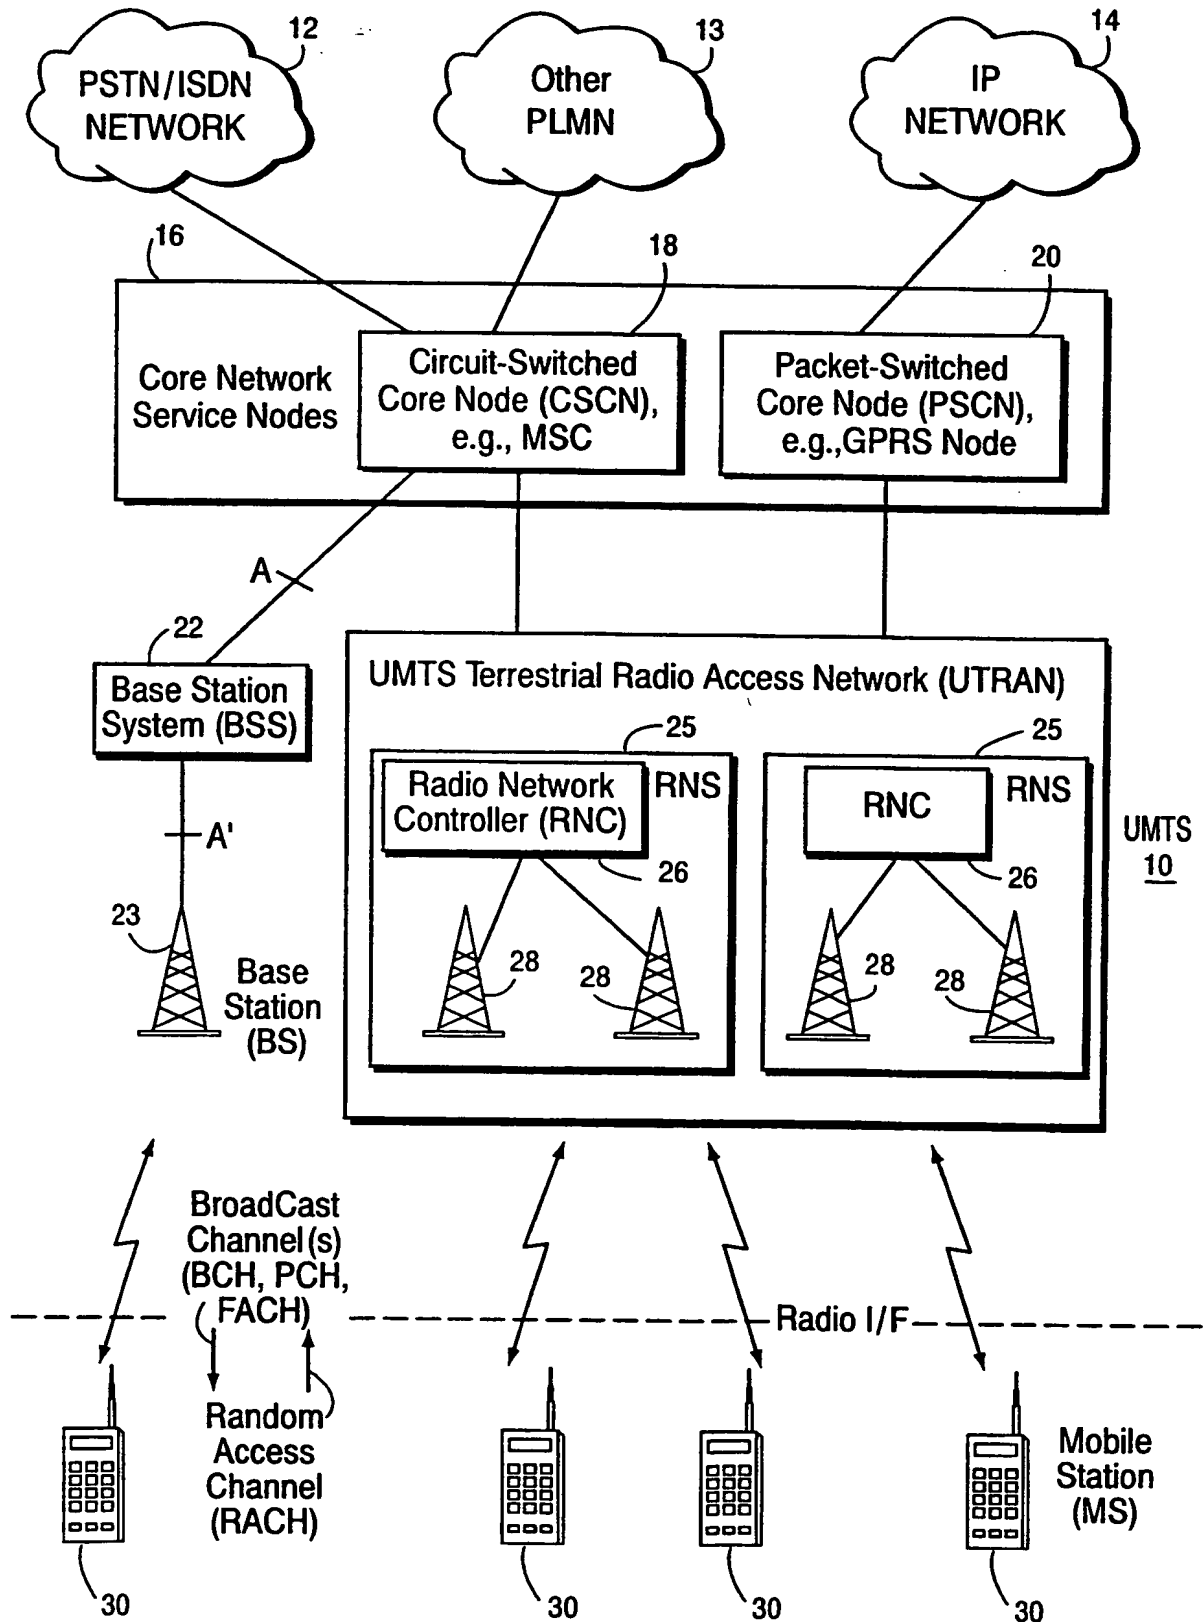 12
13
14
PSTN/ISDN
NETWORK
Other
PLMN
IP
NETWORK
16
18
20
Core Network
Service Nodes
Circuit-Switched
Core Node (CSCN),
e.g., MSC
Packet-Switched
Core Node (PSCN),
e.g.,GPRS Node
A
22
Base Station
System (BSS)
UMTS Terrestrial Radio Access Network (UTRAN)
25
25
Radio Network
Controller (RNC)
RNS
RNC
RNS
A'
26
26
UMTS
10
23
Base
Station
(BS)
28
28
28
28
BroadCast
Channel(s)
(BCH, PCH,
FACH)
Radio I/F
Random
Access
Channel
(RACH)
Mobile
Station
(MS)
30
30
30
30